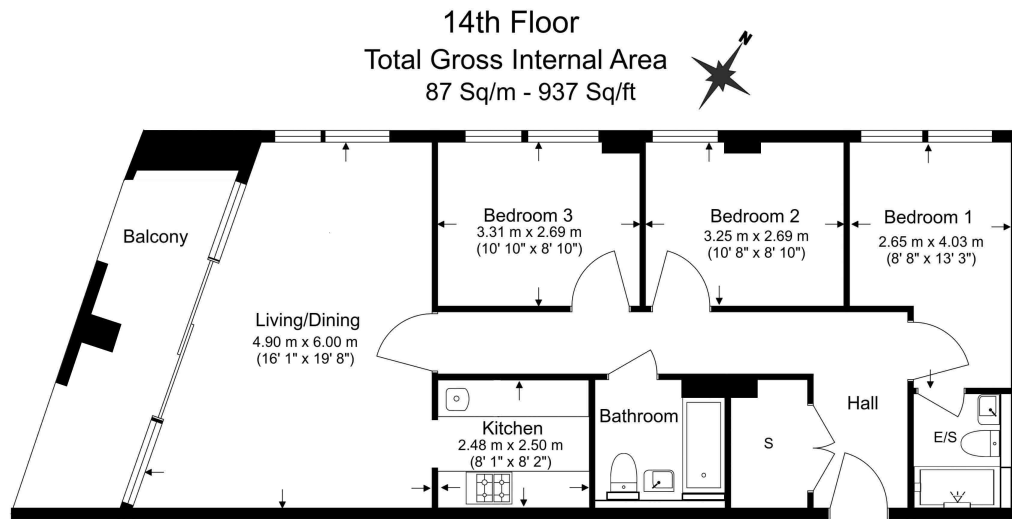 14th Floor
Total Gross Internal Area
87 Sq/m - 937 Sq/ft
N
Balcony
Living/Dining
4.90 m x 6.00 m
(16' 1" x 19' 8")
Bedroom 3
3.31 m x 2.69 m
(10' 10" x 8' 10")
Bedroom 2
3.25 m x 2.69 m
(10' 8" x 8' 10")
Bedroom 1
2.65 m x 4.03 m
(8' 8" x 13' 3")
Kitchen
2.48 m x 2.50 m
(8' 1" x 8' 2")
Bathroom
S
Hall
E/S